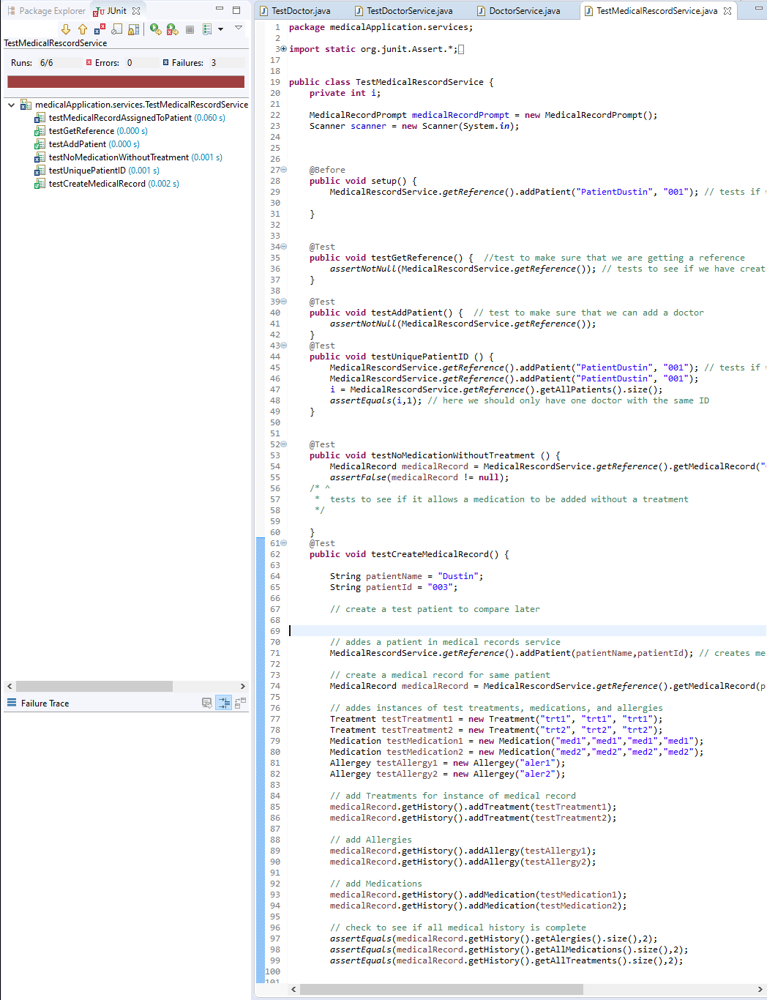 Package Explorer
JUnit
TestMedicalRescordService
Runs: 6/6
Errors: 0
Failures: 3
medicalApplication.services.TestMedicalRescordService
testMedicalRecordAssignedToPatient (0.060 s)
testGetReference (0.000 s)
testAddPatient (0.000 s)
testNoMedicationWithoutTreatment (0.001 s)
testUniquePatientID (0.001 s)
testCreateMedicalRecord (0.002 s)
Failure Trace
TestDoctor.java
TestDoctorService.java
DoctorService.java
TestMedicalRescordService.java
1 package medicalApplication.services;
2
3 import static org.junit.Assert.*;
17
18
19 public class TestMedicalRescordService {
20 private int i;
21
22 MedicalRecordPrompt medicalRecordPrompt = new MedicalRecordPrompt();
23 Scanner scanner = new Scanner(System.in);
24
25
26
27 @Before
28 public void setup() {
29 MedicalRescordService.getReference().addPatient("PatientDustin", "001"); // tests if
30
31 }
32
33
34 @Test
35 public void testGetReference() { //test to make sure that we are getting a reference
36 assertNotNull(MedicalRescordService.getReference()); // tests to see if we have creat
37 }
38
39 @Test
40 public void testAddPatient() { // test to make sure that we can add a doctor
41 assertNotNull(MedicalRescordService.getReference());
42 }
43 @Test
44 public void testUniquePatientID () {
45 MedicalRescordService.getReference().addPatient("PatientDustin", "001"); // tests if
46 MedicalRescordService.getReference().addPatient("PatientDustin", "001");
47 i = MedicalRescordService.getReference().getAllPatients().size();
48 assertEquals(i,1); // here we should only have one doctor with the same ID
49 }
50
51
52 @Test
53 public void testNoMedicationWithoutTreatment () {
54 MedicalRecord medicalRecord = MedicalRescordService.getReference().getMedicalRecord("
55 assertFalse(medicalRecord != null);
56 /* ^
57 * tests to see if it allows a medication to be added without a treatment
58 */
59
60 }
61 @Test
62 public void testCreateMedicalRecord() {
63
64 String patientName = "Dustin";
65 String patientId = "003";
66
67 // create a test patient to compare later
68
69
70 // addes a patient in medical records service
71 MedicalRescordService.getReference().addPatient(patientName,patientId); // creates me
72
73 // create a medical record for same patient
74 MedicalRecord medicalRecord = MedicalRescordService.getReference().getMedicalRecord(p
75
76 // addes instances of test treatments, medications, and allergies
77 Treatment testTreatment1 = new Treatment("trt1", "trt1", "trt1");
78 Treatment testTreatment2 = new Treatment("trt2", "trt2", "trt2");
79 Medication testMedication1 = new Medication("med1","med1","med1","med1");
80 Medication testMedication2 = new Medication("med2","med2","med2","med2");
81 Allergey testAllergy1 = new Allergey("aler1");
82 Allergey testAllergy2 = new Allergey("aler2");
83
84 // add Treatments for instance of medical record
85 medicalRecord.getHistory().addTreatment(testTreatment1);
86 medicalRecord.getHistory().addTreatment(testTreatment2);
87
88 // add Allergies
89 medicalRecord.getHistory().addAllergy(testAllergy1);
90 medicalRecord.getHistory().addAllergy(testAllergy2);
91
92 // add Medications
93 medicalRecord.getHistory().addMedication(testMedication1);
94 medicalRecord.getHistory().addMedication(testMedication2);
95
96 // check to see if all medical history is complete
97 assertEquals(medicalRecord.getHistory().getAlergies().size(),2);
98 assertEquals(medicalRecord.getHistory().getAllMedications().size(),2);
99 assertEquals(medicalRecord.getHistory().getAllTreatments().size(),2);
100
101